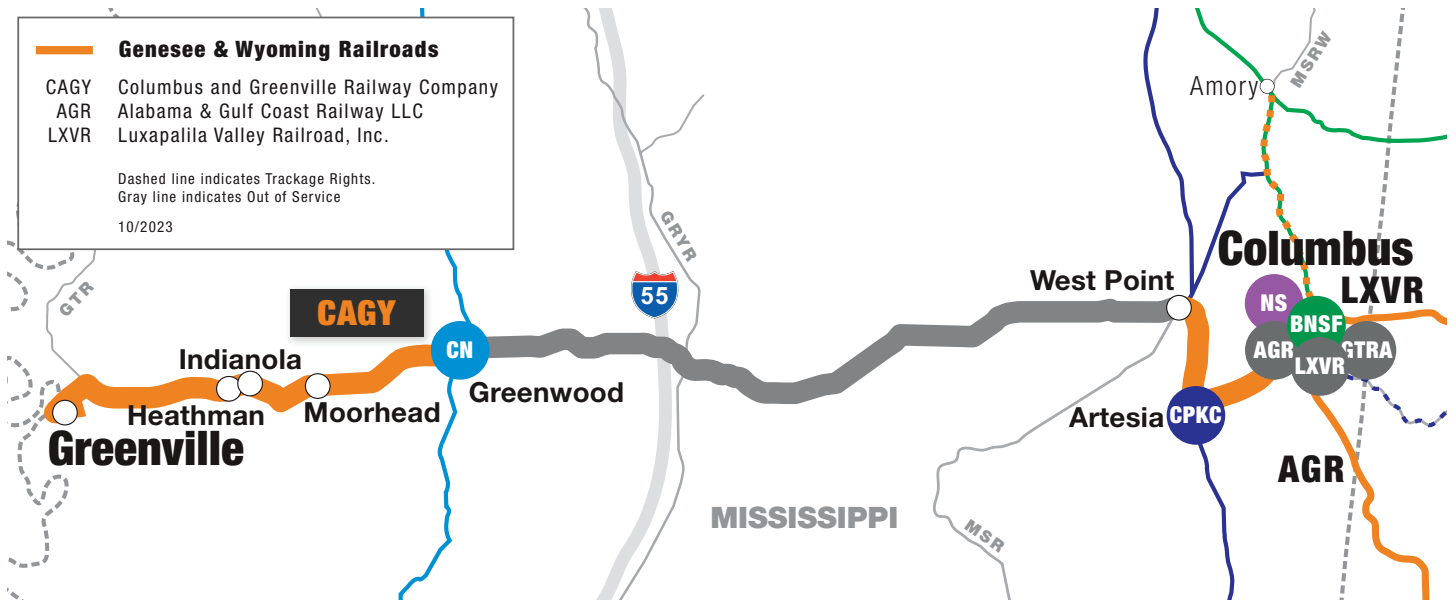 Genesee & Wyoming Railroads
CAGY Columbus and Greenville Railway Company
AGR Alabama & Gulf Coast Railway LLC
LXVR Luxapalila Valley Railroad, Inc.
Dashed line indicates Trackage Rights.
Gray line indicates Out of Service
10/2023
MSRW
Amory
GRYR
Columbus
LXVR
West Point
55
GTR
NS
BNSF
CAGY
CN
AGR
LXVR
GTRA
Indianola
Greenwood
Heathman
Moorhead
Artesia
CPKC
Greenville
AGR
MISSISSIPPI
MSR